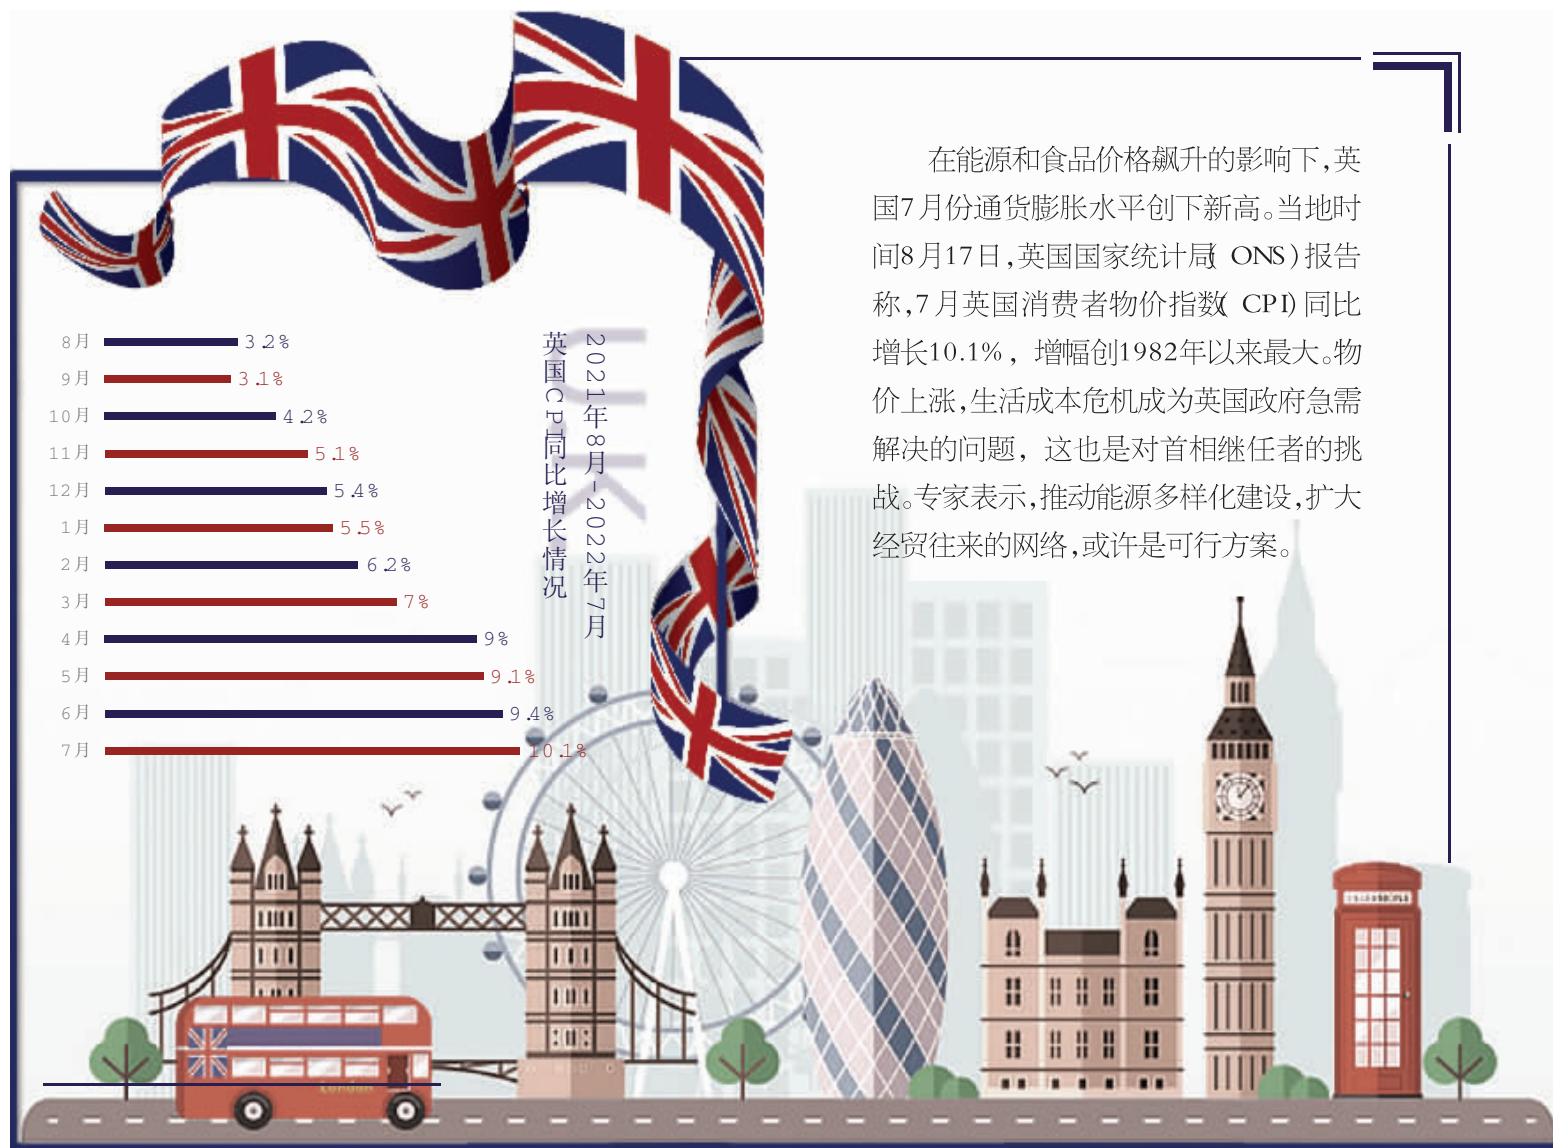 在能源和食品价格飙升的影响下,英
国7月份通货膨胀水平创下新高。当地时
间8月17日,英国国家统计局(ONS)报告
称,7月英国消费者物价指数(CPI)同比
增长10.1%,增幅创1982年以来最大。物
价上涨,生活成本危机成为英国政府急需
解决的问题,这也是对首相继任者的挑
战。专家表示,推动能源多样化建设,扩大
经贸往来的网络,或许是可行方案。
UK
2021年8月-2022年7月
英国CPI同比增长情况
8月 3.2%
9月 3.1%
10月 4.2%
11月 5.1%
12月 5.4%
1月 5.5%
2月 6.2%
3月 7%
4月 9%
5月 9.1%
6月 9.4%
7月 10.1%
London
TELEPHONE